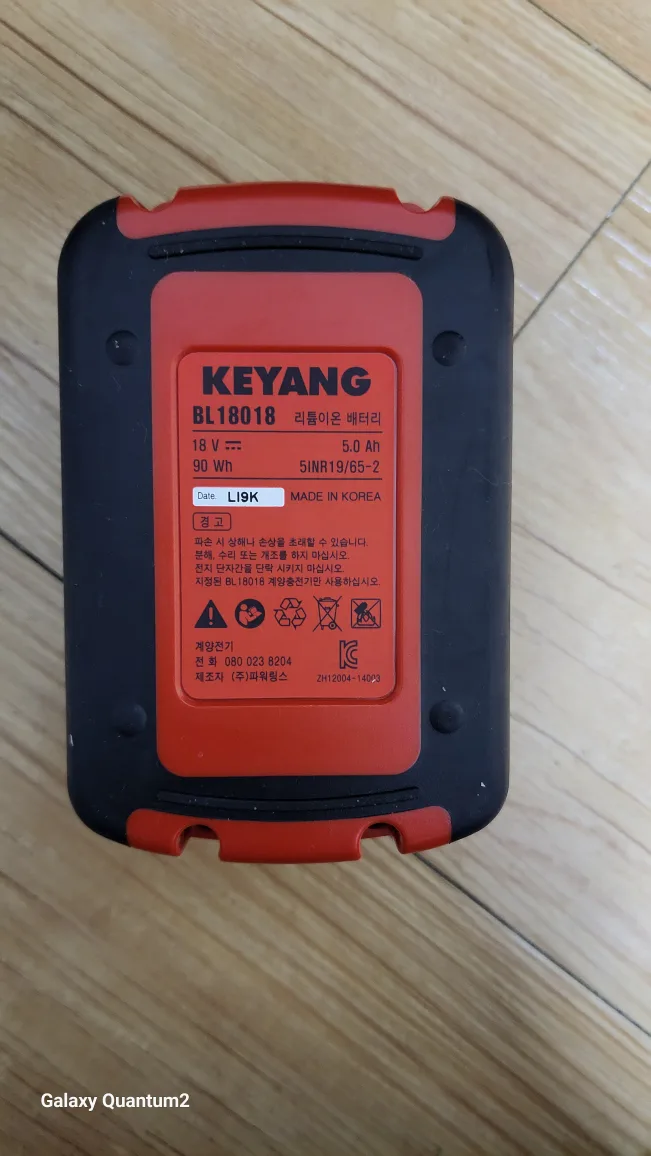 KEYANG
BL18018 리튬이온 배터리
18 V 5.0 Ah
90 Wh 5INR19/65-2
Date. LI9K MADE IN KOREA
경 고
파손 시 상해나 손상을 초래할 수 있습니다.
분해, 수리 또는 개조를 하지 마십시오.
전지 단자간을 단락 시키지 마십시오.
지정된 BL18018 계양충전기만 사용하십시오.
계양전기
전 화 080 023 8204
제조자 (주)파워링스
ZH12004-14003
Galaxy Quantum2